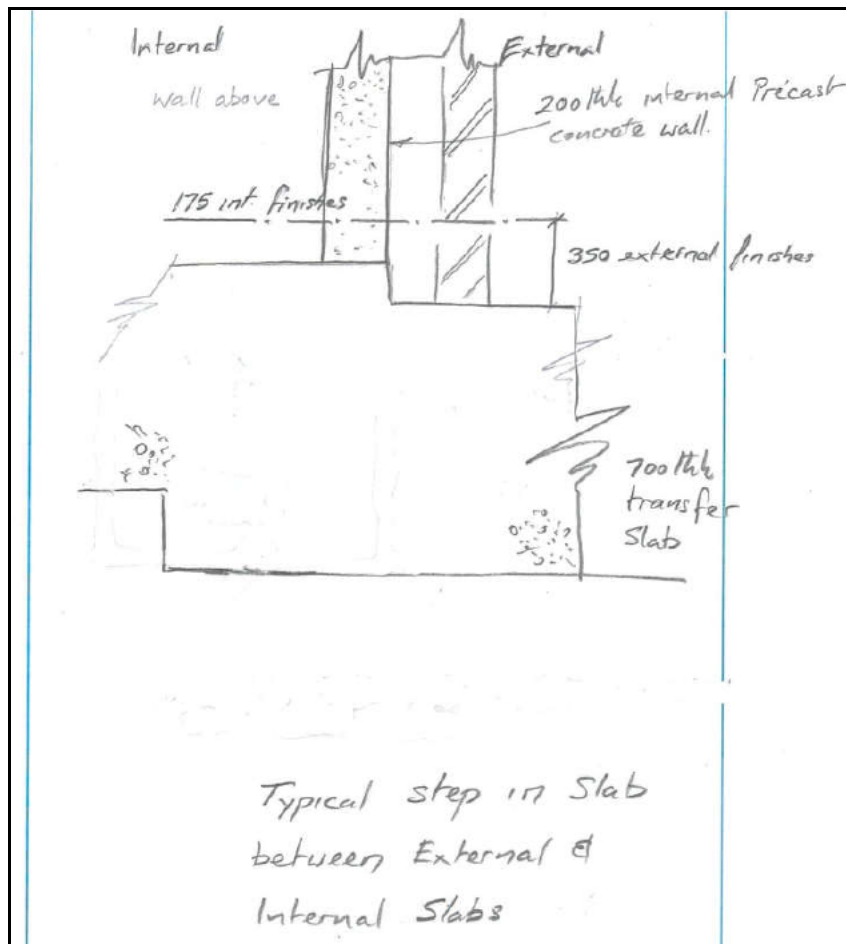 Internal
External
wall above
200thk internal Précast
concrete wall.
175 int. finishes
350 external finishes
700thk
transfer
Slab
Typical step in Slab
between External &
Internal Slabs